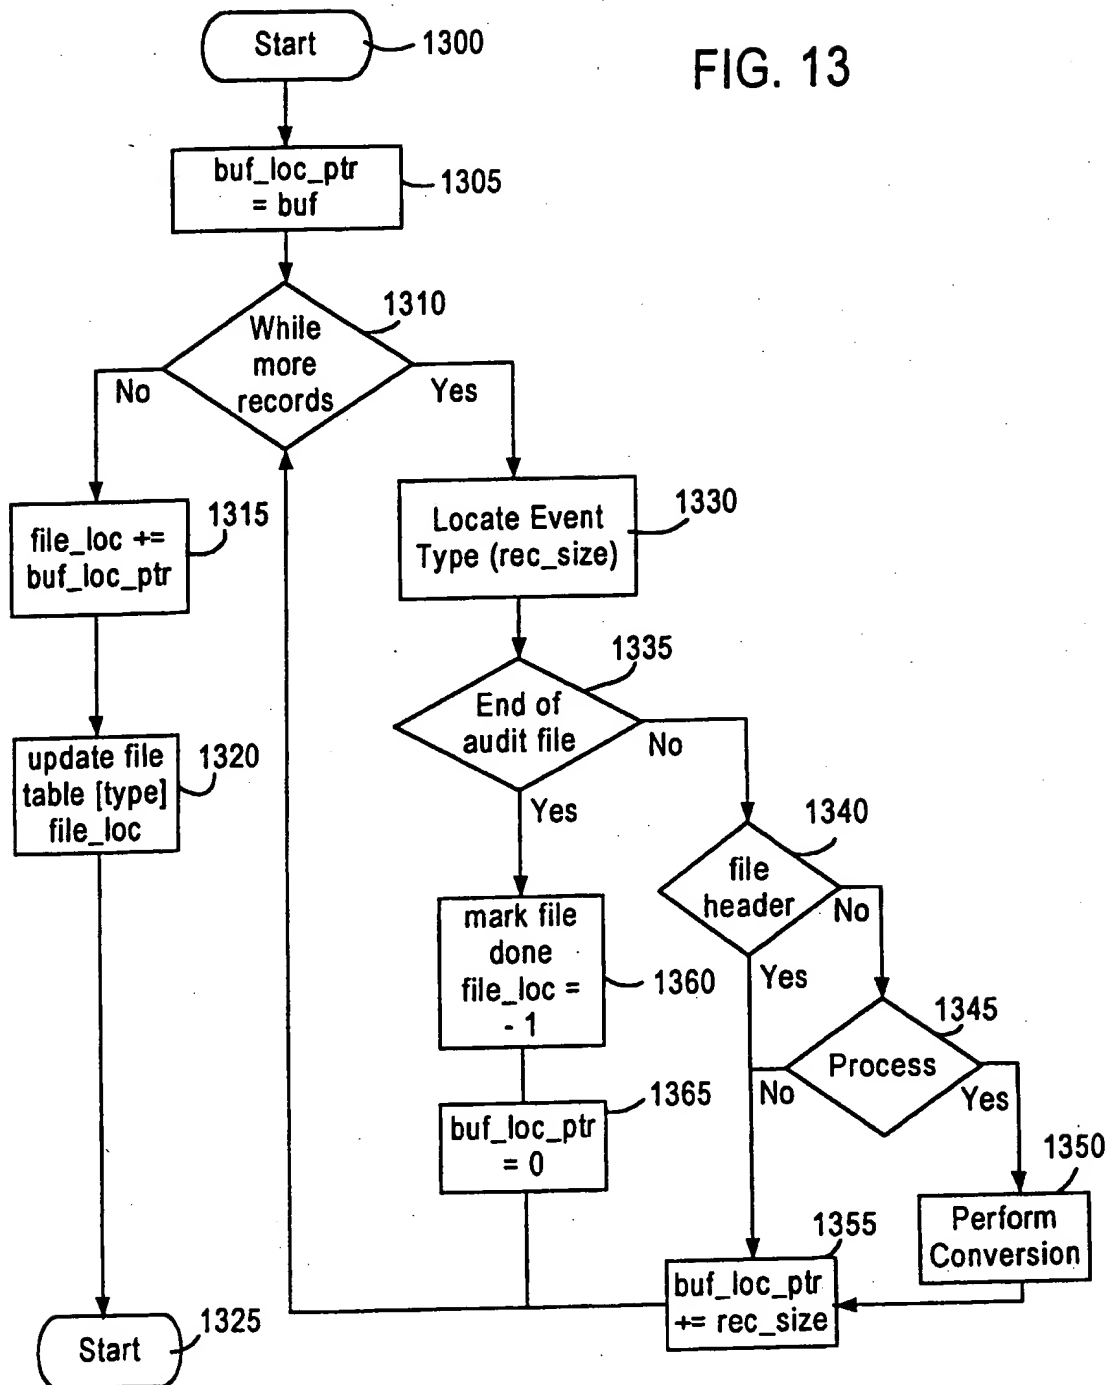 Start
1300
FIG. 13
buf_loc_ptr
= buf
1305
1310
While
more
records
No
Yes
file_loc +=
buf_loc_ptr
1315
Locate Event
Type (rec_size)
1330
update file
table [type]
file_loc
1320
End of
audit file
1335
No
Yes
file
header
1340
No
Yes
mark file
done
file_loc =
- 1
1360
Process
1345
No
Yes
buf_loc_ptr
= 0
1365
Perform
Conversion
1350
buf_loc_ptr
+= rec_size
1355
Start
1325